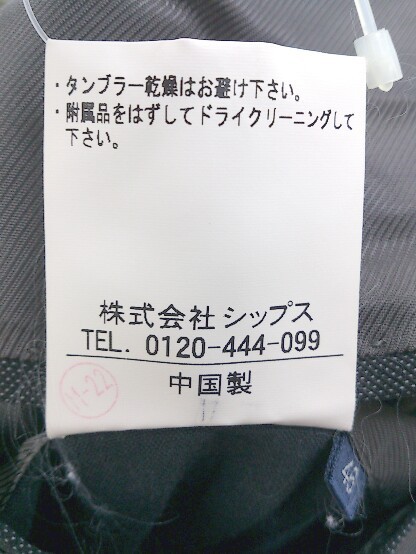 ・タンブラー乾燥はお避け下さい。
・附属品をはずしてドライクリーニングして
下さい。
株式会社 シップス
TEL. 0120-444-099
中国製